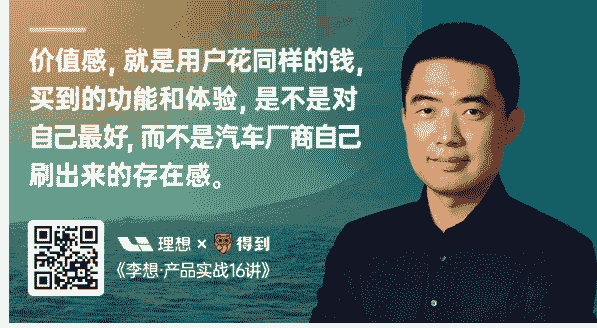 价值感, 就是用户花同样的钱,
买到的功能和体验, 是不是对
自己最好, 而不是汽车厂商自己
刷出来的存在感。
理想 × 得到
《李想·产品实战16讲》